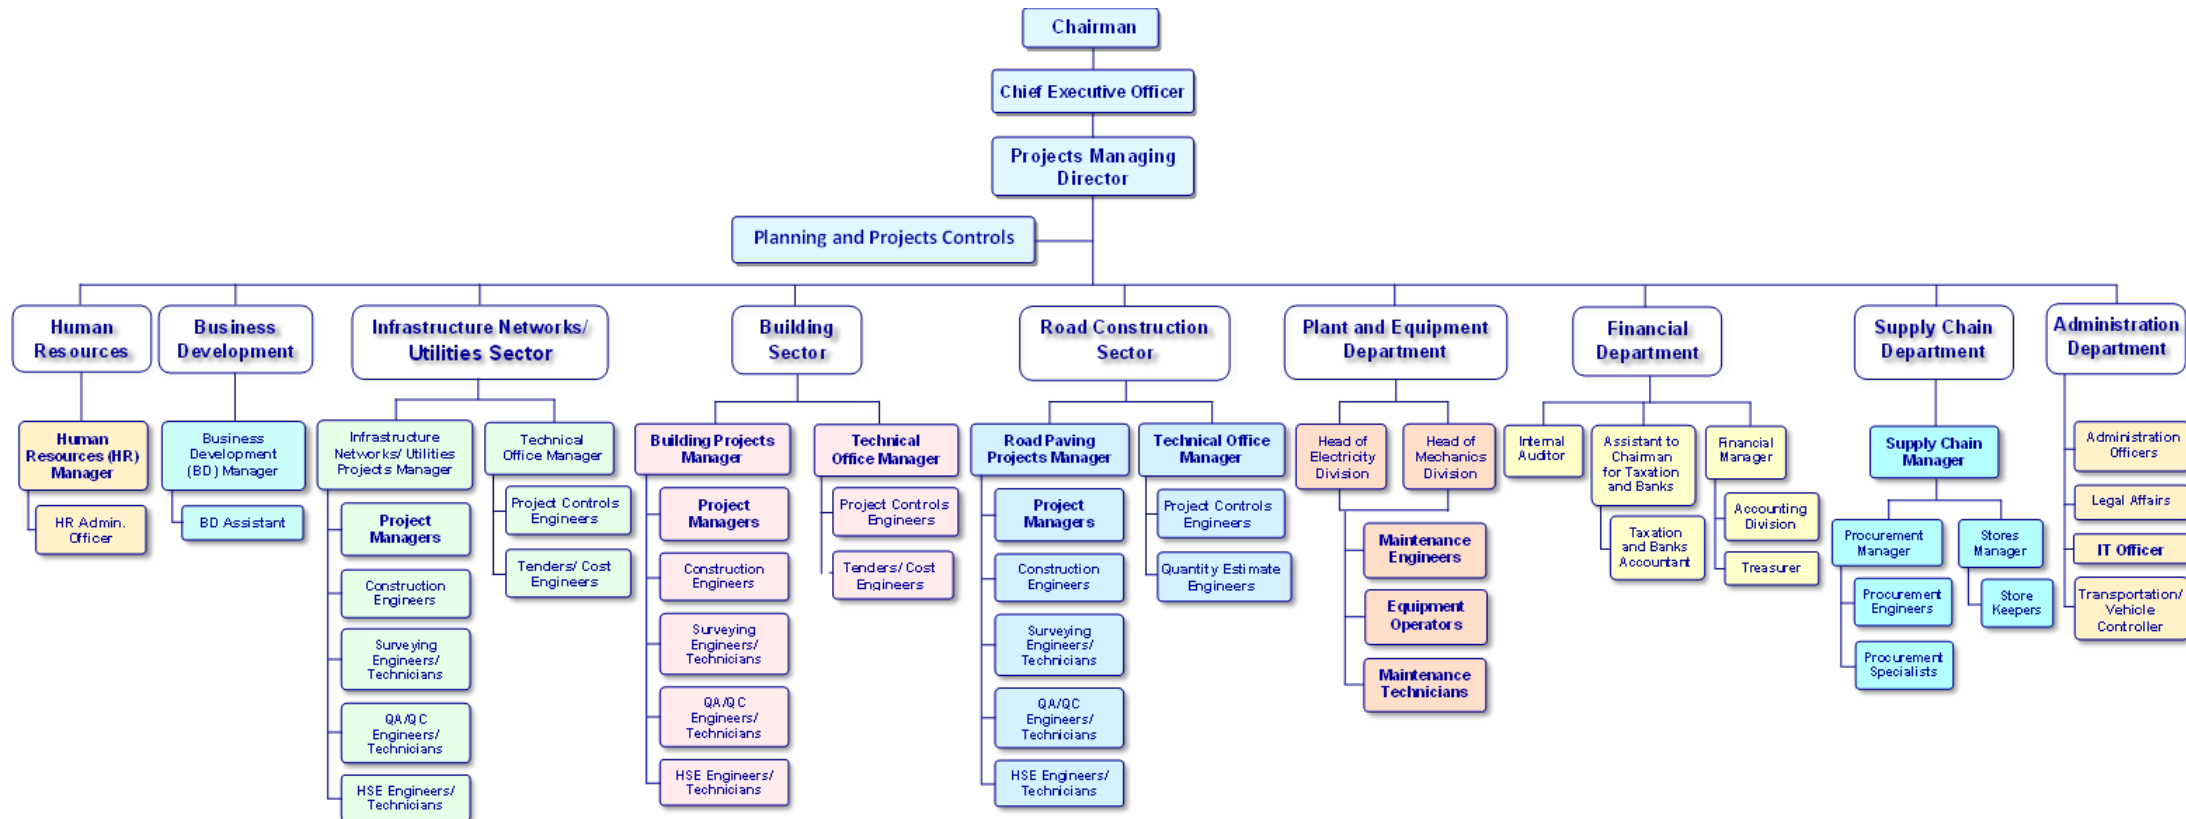 Chairman
Chief Executive Officer
Projects Managing
Director
Planning and Projects Controls
Human
Resources
Business
Development
Infrastructure Networks/
Utilities Sector
Building
Sector
Road Construction
Sector
Plant and Equipment
Department
Financial
Department
Supply Chain
Department
Administration
Department
Human
Resources (HR)
Manager
HR Admin.
Officer
Business
Development
(BD) Manager
BD Assistant
Infrastructure
Networks/ Utilities
Projects Manager
Project
Managers
Construction
Engineers
Surveying
Engineers/
Technicians
QA/QC
Engineers/
Technicians
HSE Engineers/
Technicians
Technical
Office Manager
Project Controls
Engineers
Tenders/ Cost
Engineers
Building Projects
Manager
Project
Managers
Construction
Engineers
Surveying
Engineers/
Technicians
QA/QC
Engineers/
Technicians
HSE Engineers/
Technicians
Technical
Office Manager
Project Controls
Engineers
Tenders/ Cost
Engineers
Road Paving
Projects Manager
Project
Managers
Construction
Engineers
Surveying
Engineers/
Technicians
QA/QC
Engineers/
Technicians
HSE Engineers/
Technicians
Technical Office
Manager
Project Controls
Engineers
Quantity Estimate
Engineers
Head of
Electricity
Division
Head of
Mechanics
Division
Maintenance
Engineers
Equipment
Operators
Maintenance
Technicians
Internal
Auditor
Assistant to
Chairman
for Taxation
and Banks
Taxation
and Banks
Accountant
Financial
Manager
Accounting
Division
Treasurer
Supply Chain
Manager
Procurement
Manager
Procurement
Engineers
Procurement
Specialists
Stores
Manager
Store
Keepers
Administration
Officers
Legal Affairs
IT Officer
Transportation/
Vehicle
Controller